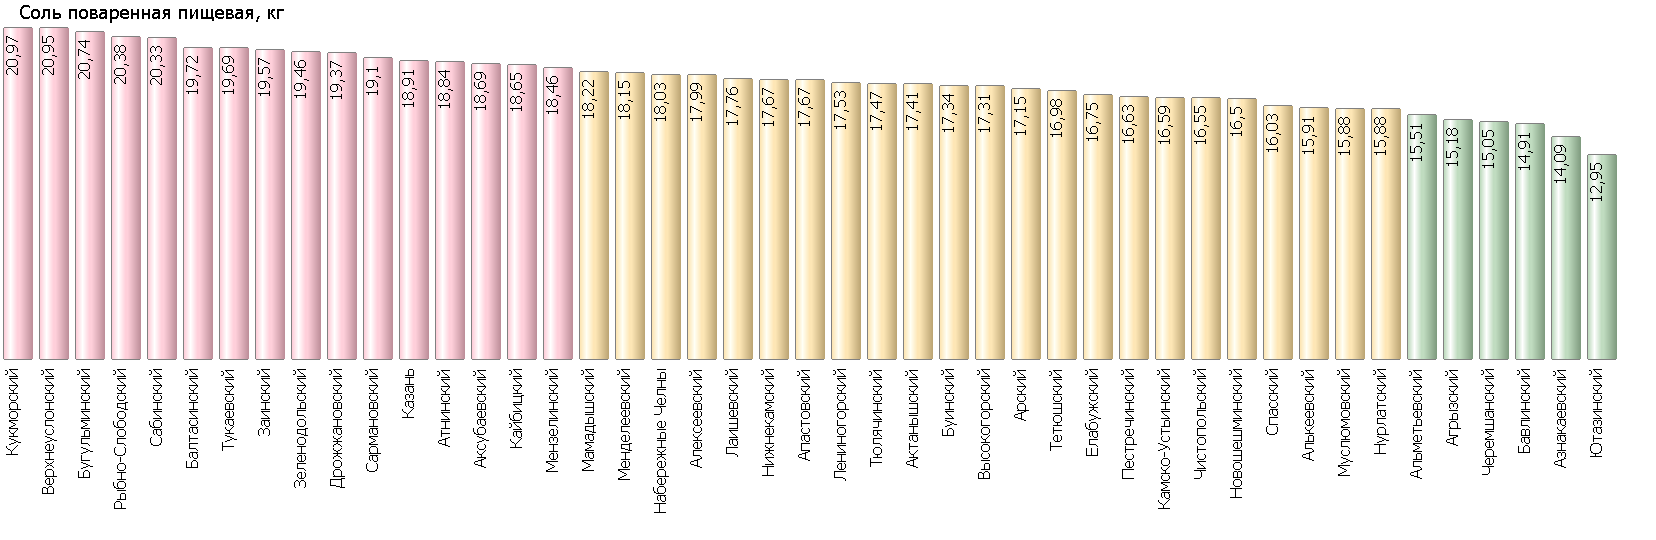 Соль поваренная пищевая, кг
20,97
20,95
20,74
20,38
20,33
19,72
19,69
19,57
19,46
19,37
19,1
18,91
18,84
18,69
18,65
18,46
18,22
18,15
18,03
17,99
17,76
17,67
17,67
17,53
17,47
17,41
17,34
17,31
17,15
16,98
16,75
16,63
16,59
16,55
16,5
16,03
15,91
15,88
15,88
15,51
15,18
15,05
14,91
14,09
12,95
Кукморский
Верхнеуслонский
Бугульминский
Рыбно-Слободский
Сабинский
Балтасинский
Тукаевский
Заинский
Зеленодольский
Дрожжановский
Сармановский
Казань
Атнинский
Аксубаевский
Кайбицкий
Мензелинский
Мамадышский
Менделеевский
Набережные Челны
Алексеевский
Лаишевский
Нижнекамский
Апастовский
Лениногорский
Тюлячинский
Актанышский
Буинский
Высокогорский
Арский
Тетюшский
Елабужский
Пестречинский
Камско-Устьинский
Чистопольский
Новошешминский
Спасский
Алькеевский
Муслюмовский
Нурлатский
Альметьевский
Агрызский
Черемшанский
Бавлинский
Азнакаевский
Ютазинский